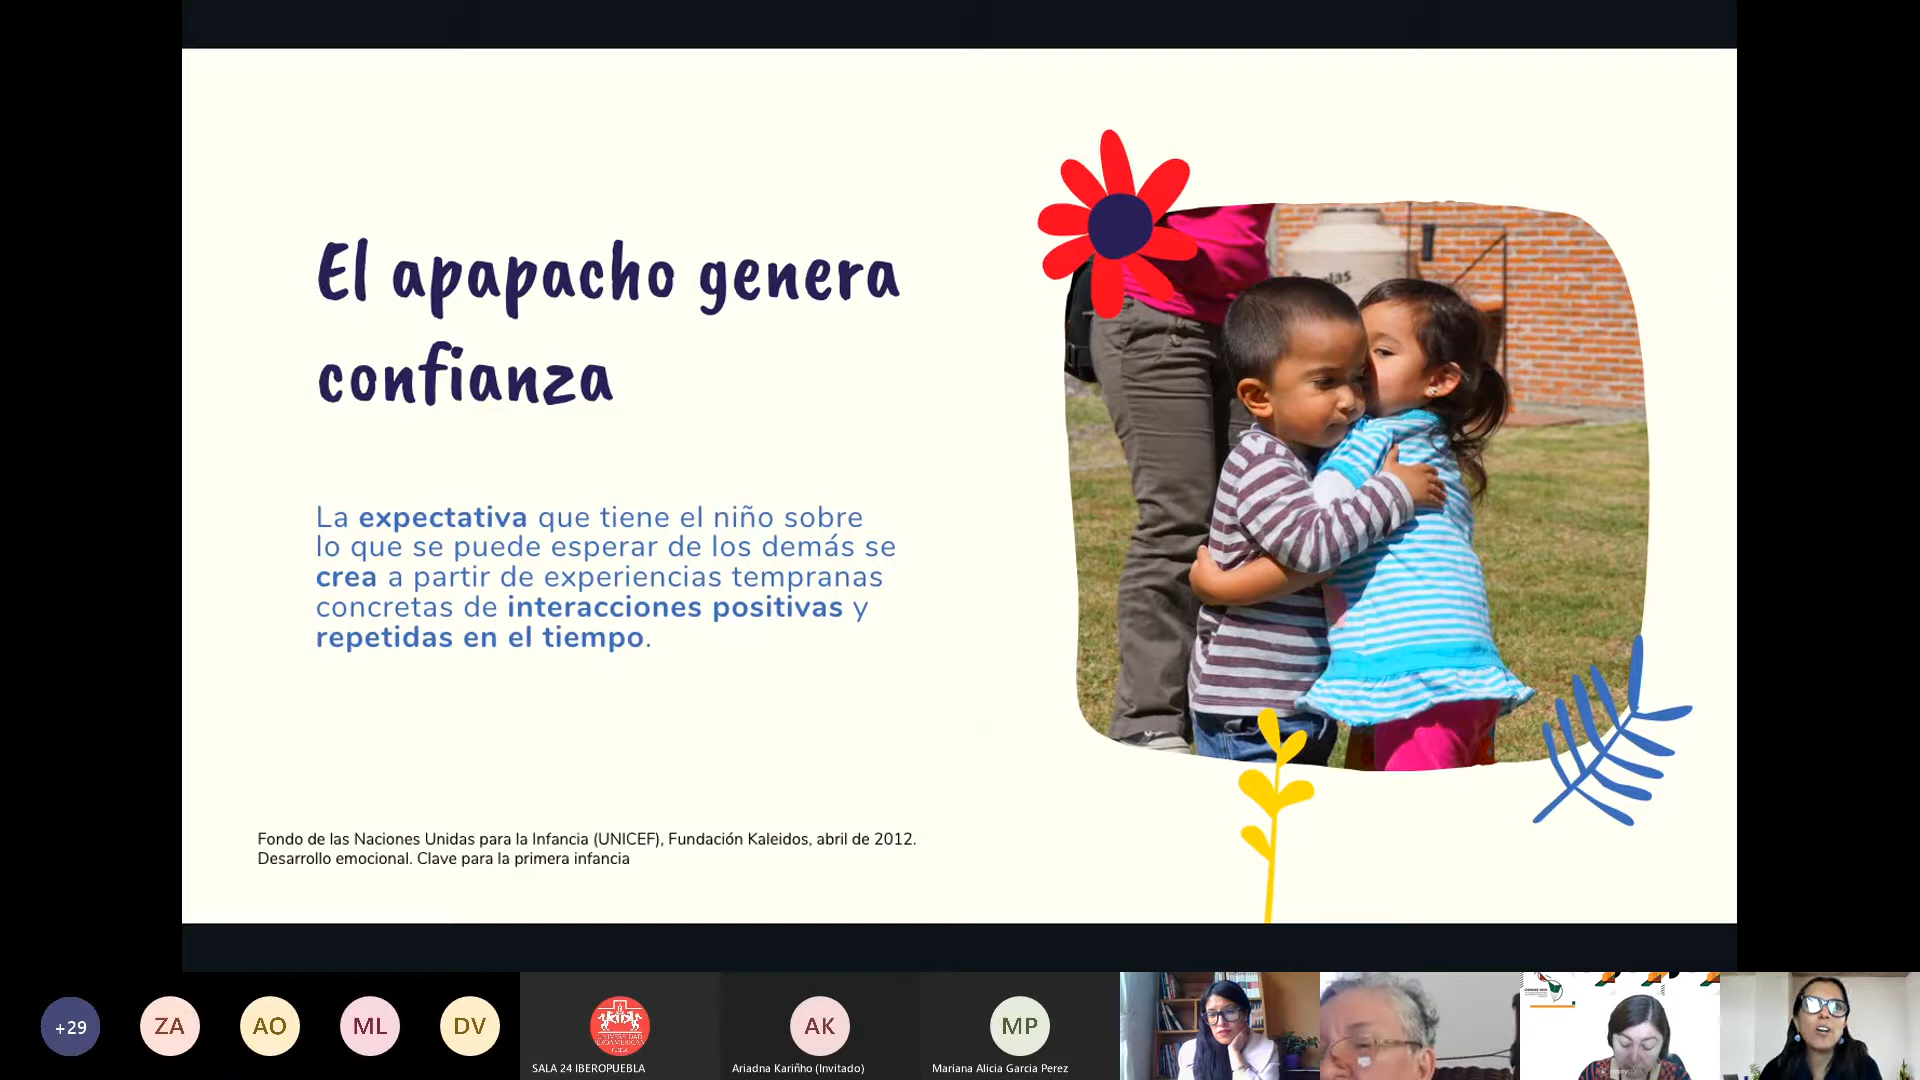 El apapacho genera
confianza
La expectativa que tiene el niño sobre
lo que se puede esperar de los demás se
crea a partir de experiencias tempranas
concretas de interacciones positivas y
repetidas en el tiempo.
Fondo de las Naciones Unidas para la Infancia (UNICEF), Fundación Kaleidos, abril de 2012.
Desarrollo emocional. Clave para la primera infancia
+29
ZA
AO
ML
DV
SALA 24 IBEROPUEBLA
AK
Ariadna Kariñho (Invitado)
MP
Mariana Alicia Garcia Perez